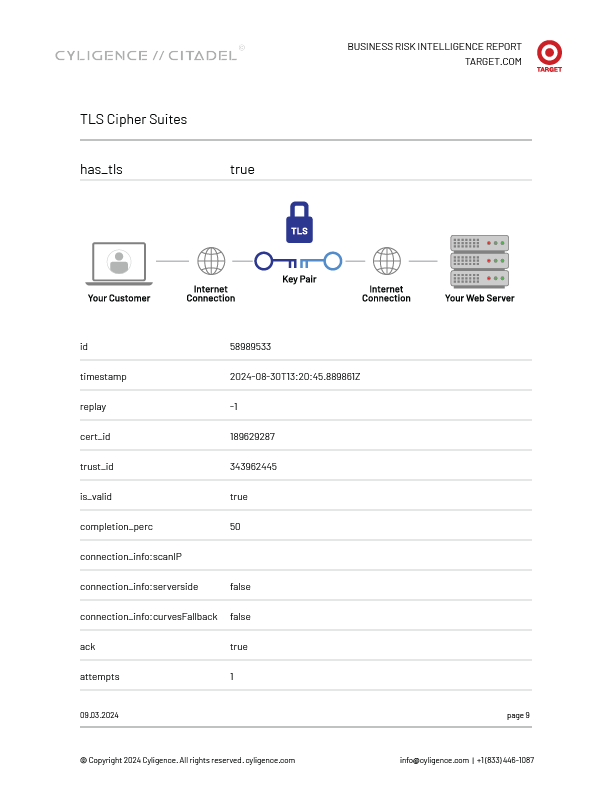 CYLIGENCE // CITADEL©
BUSINESS RISK INTELLIGENCE REPORT
TARGET.COM
TARGET
TLS Cipher Suites
has_tls true
TLS
Key Pair
Your Customer
Internet
Connection
Internet
Connection
Your Web Server
id 58989533
timestamp 2024-08-30T13:20:45.889861Z
replay -1
cert_id 189629287
trust_id 343962445
is_valid true
completion_perc 50
connection_info:scanIP
connection_info:serverside false
connection_info:curvesFallback false
ack true
attempts 1
09.03.2024 page 9
© Copyright 2024 Cyligence. All rights reserved. cyligence.com info@cyligence.com | +1 (833) 446-1087